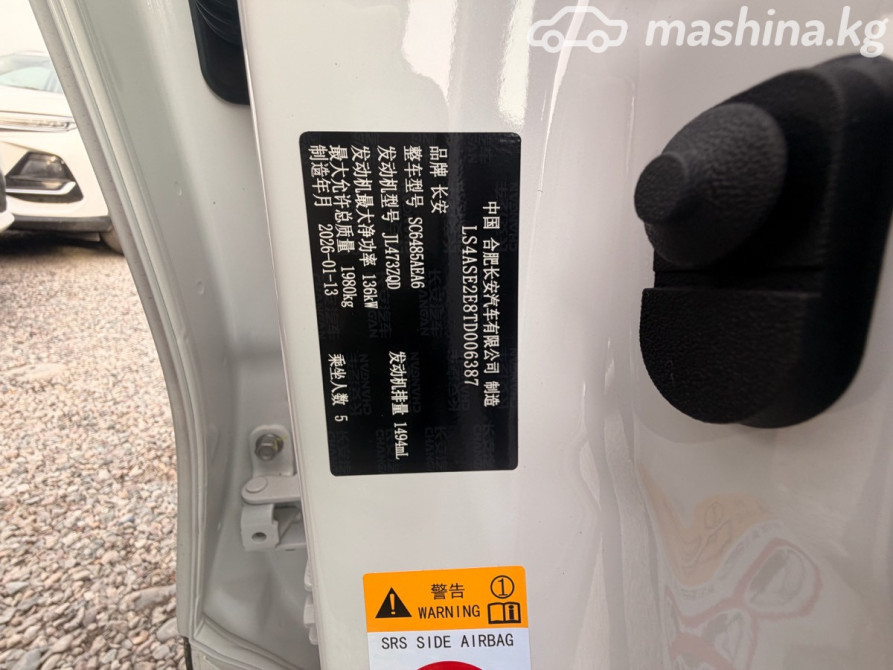 mashina.kg
中国 合肥长安汽车有限公司 制造
LS4ASE2E8TD006387
品牌 长安
整车型号 SC6485AEA6
发动机型号 JL473ZQD 发动机排量 1494mL
发动机最大净功率 136kW
最大允许总质量 1980kg 乘坐人数 5
制造年月 2026-01-13
警告
WARNING
1
SRS SIDE AIRBAG